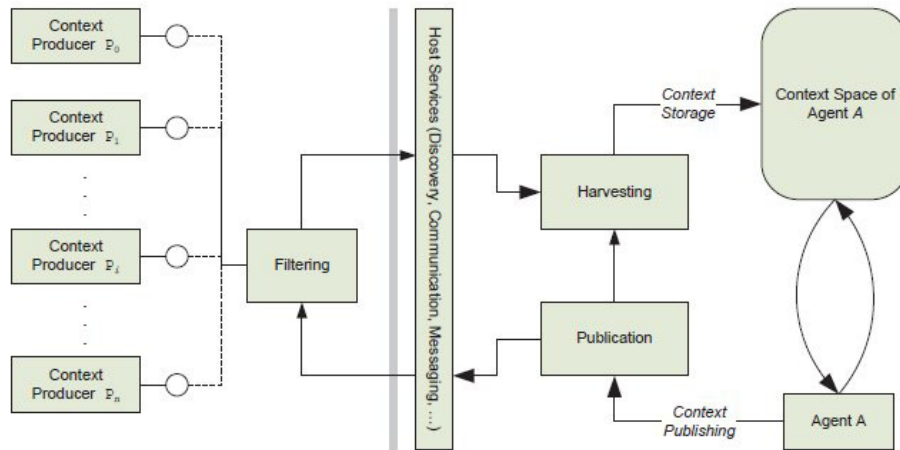 Context
Producer P0
Context
Producer P1
Context
Producer Pi
Context
Producer Pn
Filtering
Host Services (Discovery, Communication, Messaging, ...)
Harvesting
Publication
Context
Storage
Context Space of
Agent A
Context
Publishing
Agent A